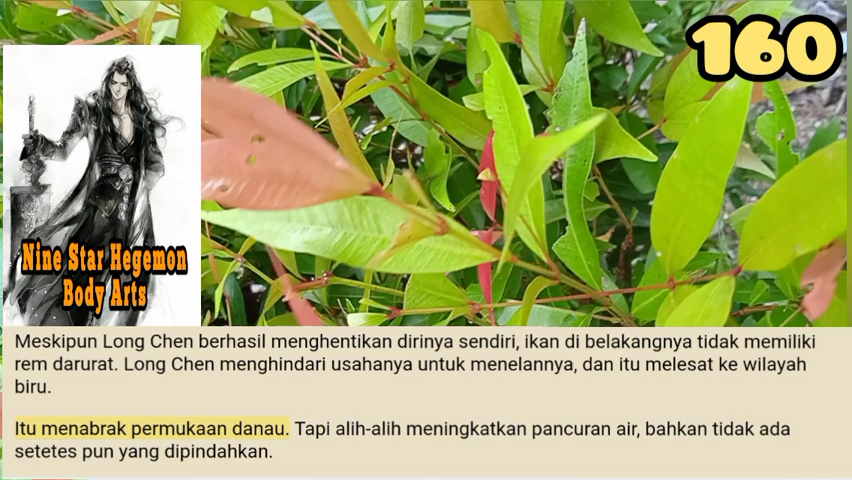 160
Nine Star Hegemon
Body Arts
Meskipun Long Chen berhasil menghentikan dirinya sendiri, ikan di belakangnya tidak memiliki
rem darurat. Long Chen menghindari usahanya untuk menelannya, dan itu melesat ke wilayah
biru.
Itu menabrak permukaan danau. Tapi alih-alih meningkatkan pancuran air, bahkan tidak ada
setetes pun yang dipindahkan.